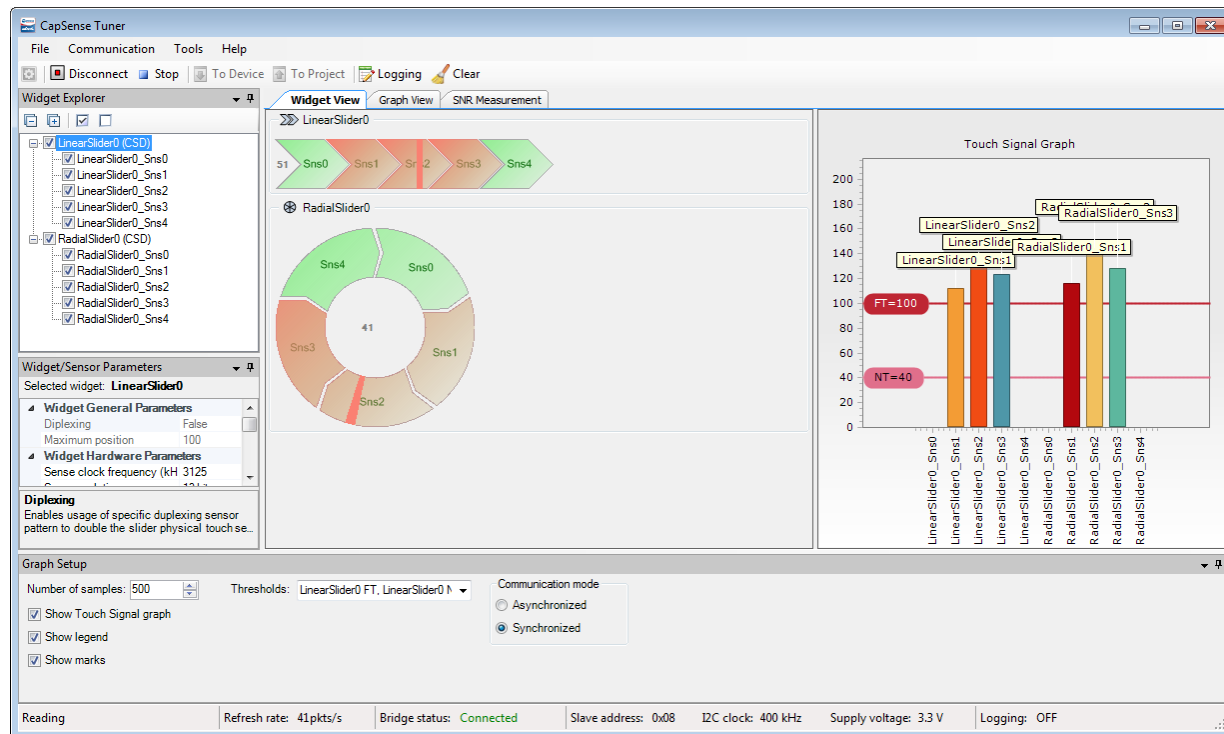 CapSense Tuner
File Communication Tools Help
Disconnect Stop To Device To Project Logging Clear
Widget Explorer
LinearSlider0 (CSD)
LinearSlider0_Sns0
LinearSlider0_Sns1
LinearSlider0_Sns2
LinearSlider0_Sns3
LinearSlider0_Sns4
RadialSlider0 (CSD)
RadialSlider0_Sns0
RadialSlider0_Sns1
RadialSlider0_Sns2
RadialSlider0_Sns3
RadialSlider0_Sns4
Widget/Sensor Parameters
Selected widget: LinearSlider0
Widget General Parameters
Diplexing False
Maximum position 100
Widget Hardware Parameters
Sense clock frequency (kH 3125
Diplexing
Enables usage of specific duplexing sensor
pattern to double the slider physical touch se...
Widget View Graph View SNR Measurement
LinearSlider0
51 Sns0 Sns1 Sns2 Sns3 Sns4
RadialSlider0
Sns4 Sns0
41
Sns3 Sns1
Sns2
Touch Signal Graph
200
180
160
140
120
100
80
60
40
20
0
RadialSlider0_Sns3
LinearSlider0_Sns2
RadialSlider0_Sns1
LinearSlider0_Sns1
FT=100
NT=40
LinearSlider0_Sns0
LinearSlider0_Sns1
LinearSlider0_Sns2
LinearSlider0_Sns3
LinearSlider0_Sns4
RadialSlider0_Sns0
RadialSlider0_Sns1
RadialSlider0_Sns2
RadialSlider0_Sns3
RadialSlider0_Sns4
Graph Setup
Number of samples: 500
Show Touch Signal graph
Show legend
Show marks
Thresholds: LinearSlider0 FT, LinearSlider0 N
Communication mode
Asynchronized
Synchronized
Reading Refresh rate: 41pkts/s Bridge status: Connected Slave address: 0x08 I2C clock: 400 kHz Supply voltage: 3.3 V Logging: OFF